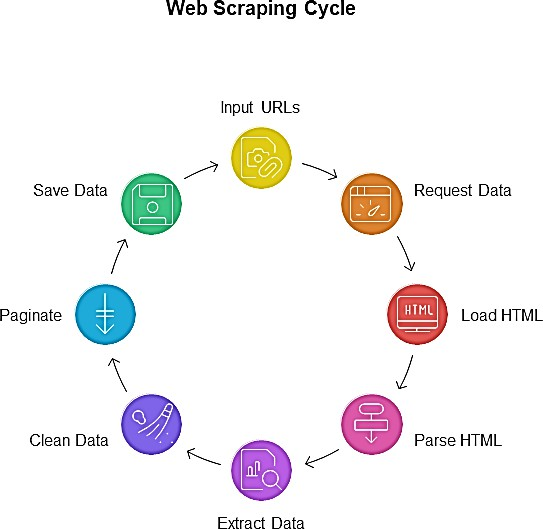 Web Scraping Cycle
Input URLs
Request Data
Load HTML
HTML
Parse HTML
Extract Data
Clean Data
Paginate
Save Data